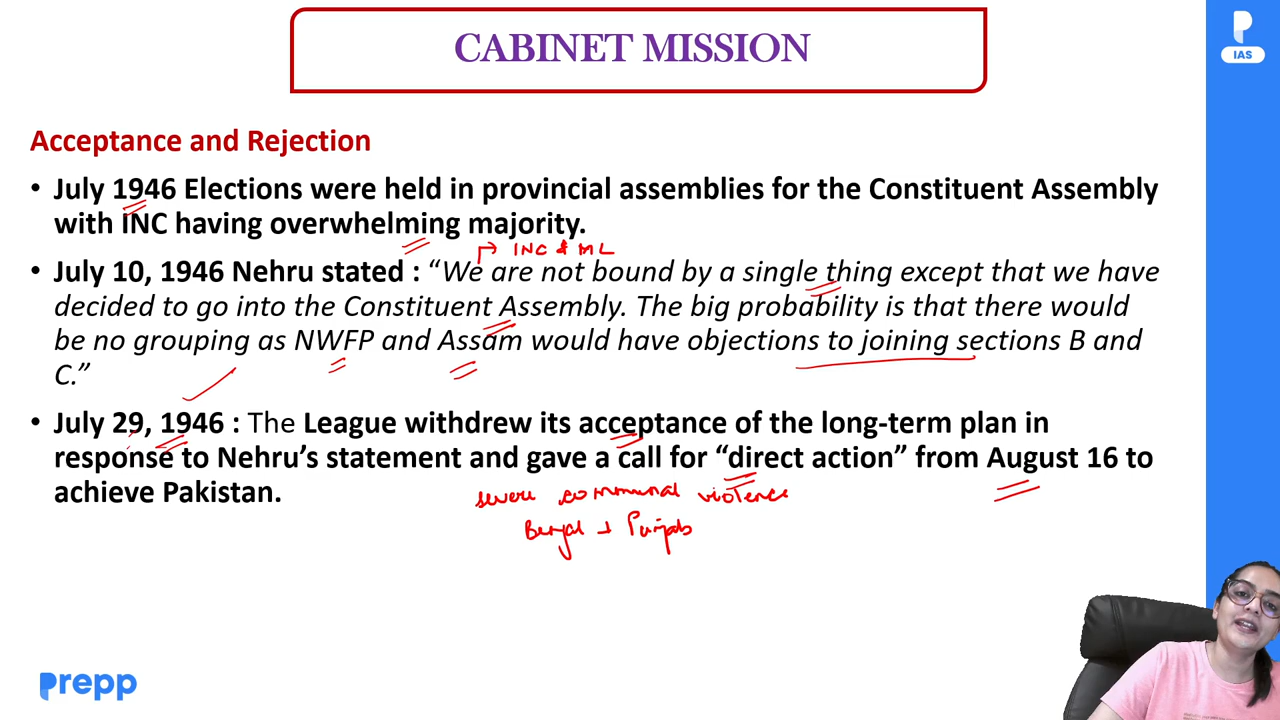 CABINET MISSION
IAS
Acceptance and Rejection
• July 1946 Elections were held in provincial assemblies for the Constituent Assembly
with INC having overwhelming majority.
INC & ML
• July 10, 1946 Nehru stated : “We are not bound by a single thing except that we have
decided to go into the Constituent Assembly. The big probability is that there would
be no grouping as NWFP and Assam would have objections to joining sections B and
C.”
• July 29, 1946 : The League withdrew its acceptance of the long-term plan in
response to Nehru’s statement and gave a call for “direct action” from August 16 to
achieve Pakistan.
severe communal violence
Bengal + Punjab
prepp